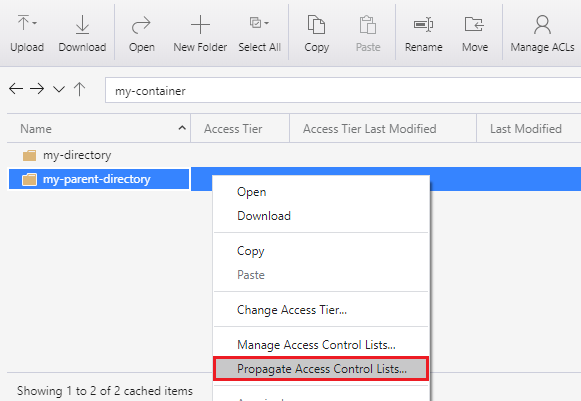 Upload Download Open New Folder Select All Copy Paste Rename Move Manage ACLs
my-container
Name Access Tier Access Tier Last Modified Last Modified
my-directory
my-parent-directory
Open
Download
Copy
Paste
Change Access Tier...
Manage Access Control Lists...
Propagate Access Control Lists...
Showing 1 to 2 of 2 cached items